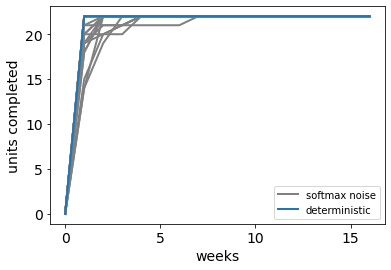 units completed
20
15
10
5
0
softmax noise
deterministic
0 5 10 15
weeks